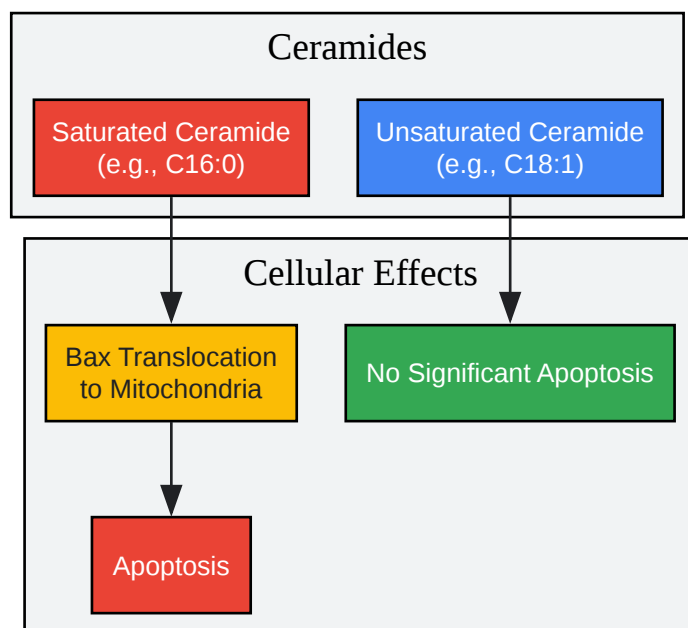 Ceramides
Saturated Ceramide
(e.g., C16:0)
Unsaturated Ceramide
(e.g., C18:1)
Cellular Effects
Bax Translocation
to Mitochondria
No Significant Apoptosis
Apoptosis